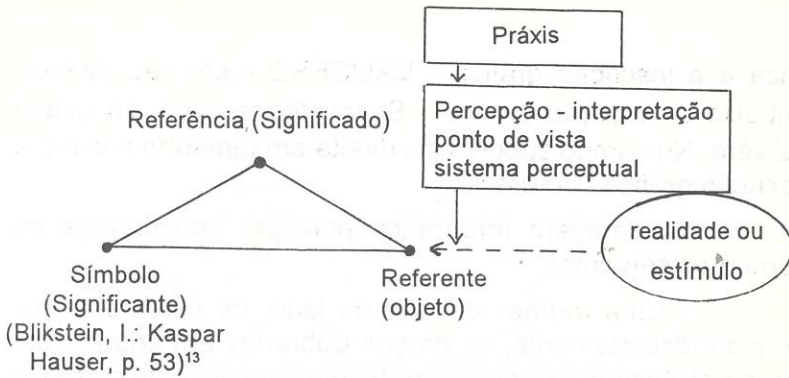 Práxis
Percepção - interpretação
ponto de vista
sistema perceptual
Referência (Significado)
realidade ou
estímulo
Símbolo
(Significante)
(Blikstein, I.: Kaspar
Hauser, p. 53)¹³
Referente
(objeto)